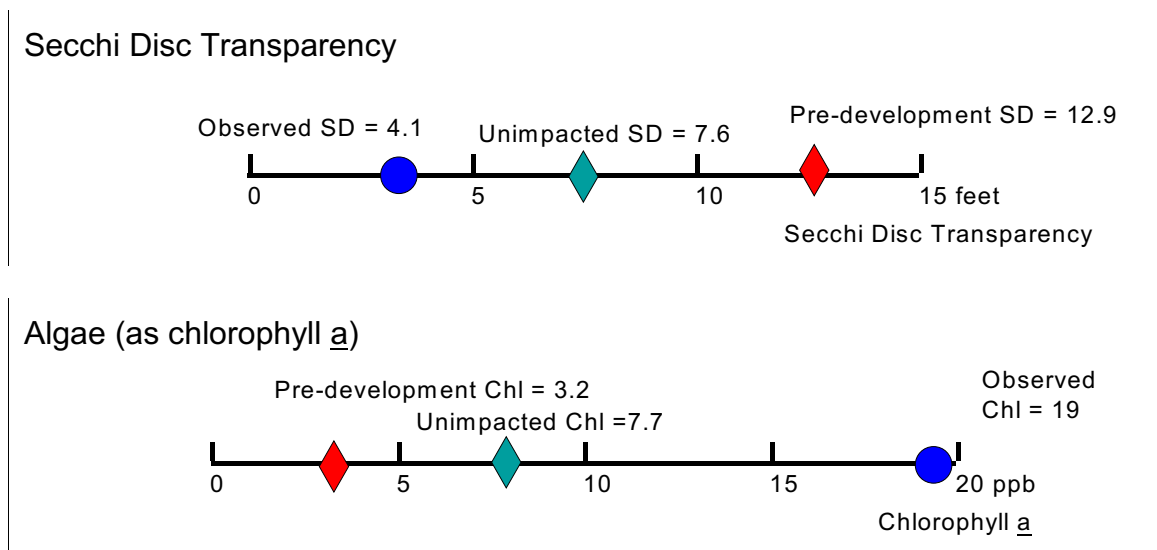 Secchi Disc Transparency
Observed SD = 4.1
Unimpacted SD = 7.6
Pre-development SD = 12.9
0 5 10 15 feet
Secchi Disc Transparency
Algae (as chlorophyll a)
Pre-development Chl = 3.2
Unimpacted Chl =7.7
Observed
Chl = 19
0 5 10 15 20 ppb
Chlorophyll a